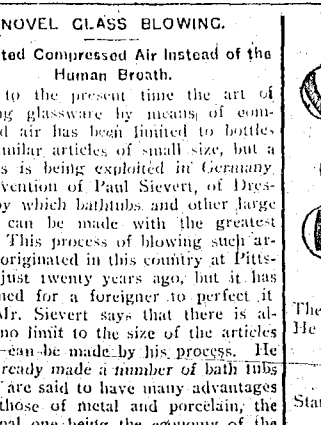 NOVEL GLASS BLOWING.
ted Compressed Air Instead of the
Human Breath.
to the present time the art of
ng glassware by means of com-
d air has been limited to bottles
milar articles of small size, but a
s is being exploited in Germany
vention of Paul Sievert, of Dres-
by which bathtubs and other large
can be made with the greatest
This process of blowing such ar-
originated in this country at Pitts-
just twenty years ago, but it has
ned for a foreigner to perfect it
Mr. Sievert says that there is al-
no limit to the size of the articles
can be made by his process. He
ready made a number of bath tubs
are said to have many advantages
those of metal and porcelain, the
pal one being the economy of the
The
He
Star